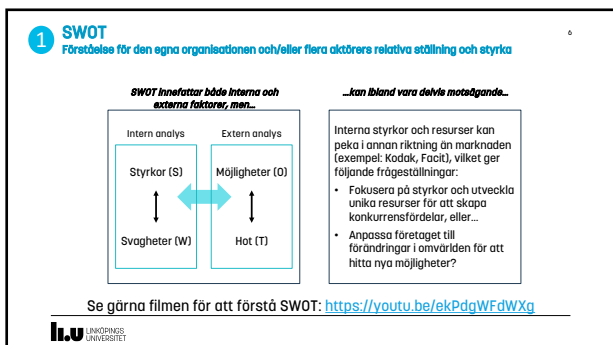 1
SWOT
Förståelse för den egna organisationen och/eller flera aktörers relativa ställning och styrka
6
SWOT innefattar både interna och
externa faktorer, men…
Intern analys
Extern analys
Styrkor (S)
Möjligheter (O)
Svagheter (W)
Hot (T)
…kan ibland vara delvis motsägande…
Interna styrkor och resurser kan
peka i annan riktning än marknaden
(exempel: Kodak, Facit), vilket ger
följande frågeställningar:
• Fokusera på styrkor och utveckla
unika resurser för att skapa
konkurrensfördelar, eller…
• Anpassa företaget till
förändringar i omvärlden för att
hitta nya möjligheter?
Se gärna filmen för att förstå SWOT: https://youtu.be/ekPdgWFdWXg
LINKÖPINGS
UNIVERSITET